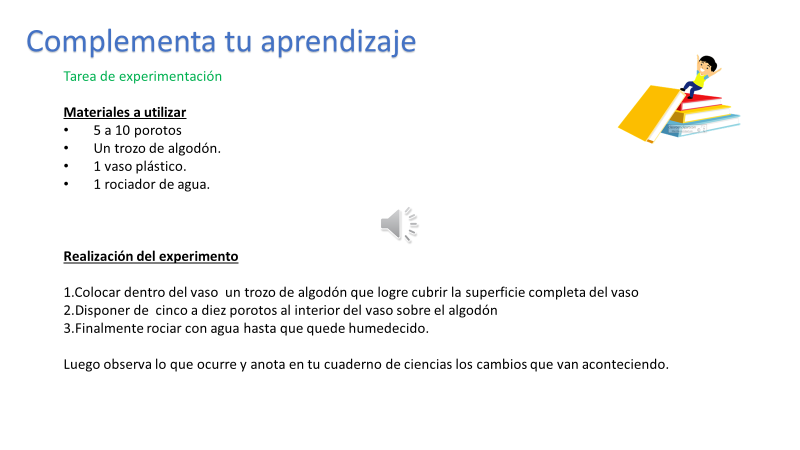 Complementa tu aprendizaje
Tarea de experimentación
Materiales a utilizar
• 5 a 10 porotos
• Un trozo de algodón.
• 1 vaso plástico.
• 1 rociador de agua.
Realización del experimento
1.Colocar dentro del vaso un trozo de algodón que logre cubrir la superficie completa del vaso
2.Disponer de cinco a diez porotos al interior del vaso sobre el algodón
3.Finalmente rociar con agua hasta que quede humedecido.
Luego observa lo que ocurre y anota en tu cuaderno de ciencias los cambios que van aconteciendo.